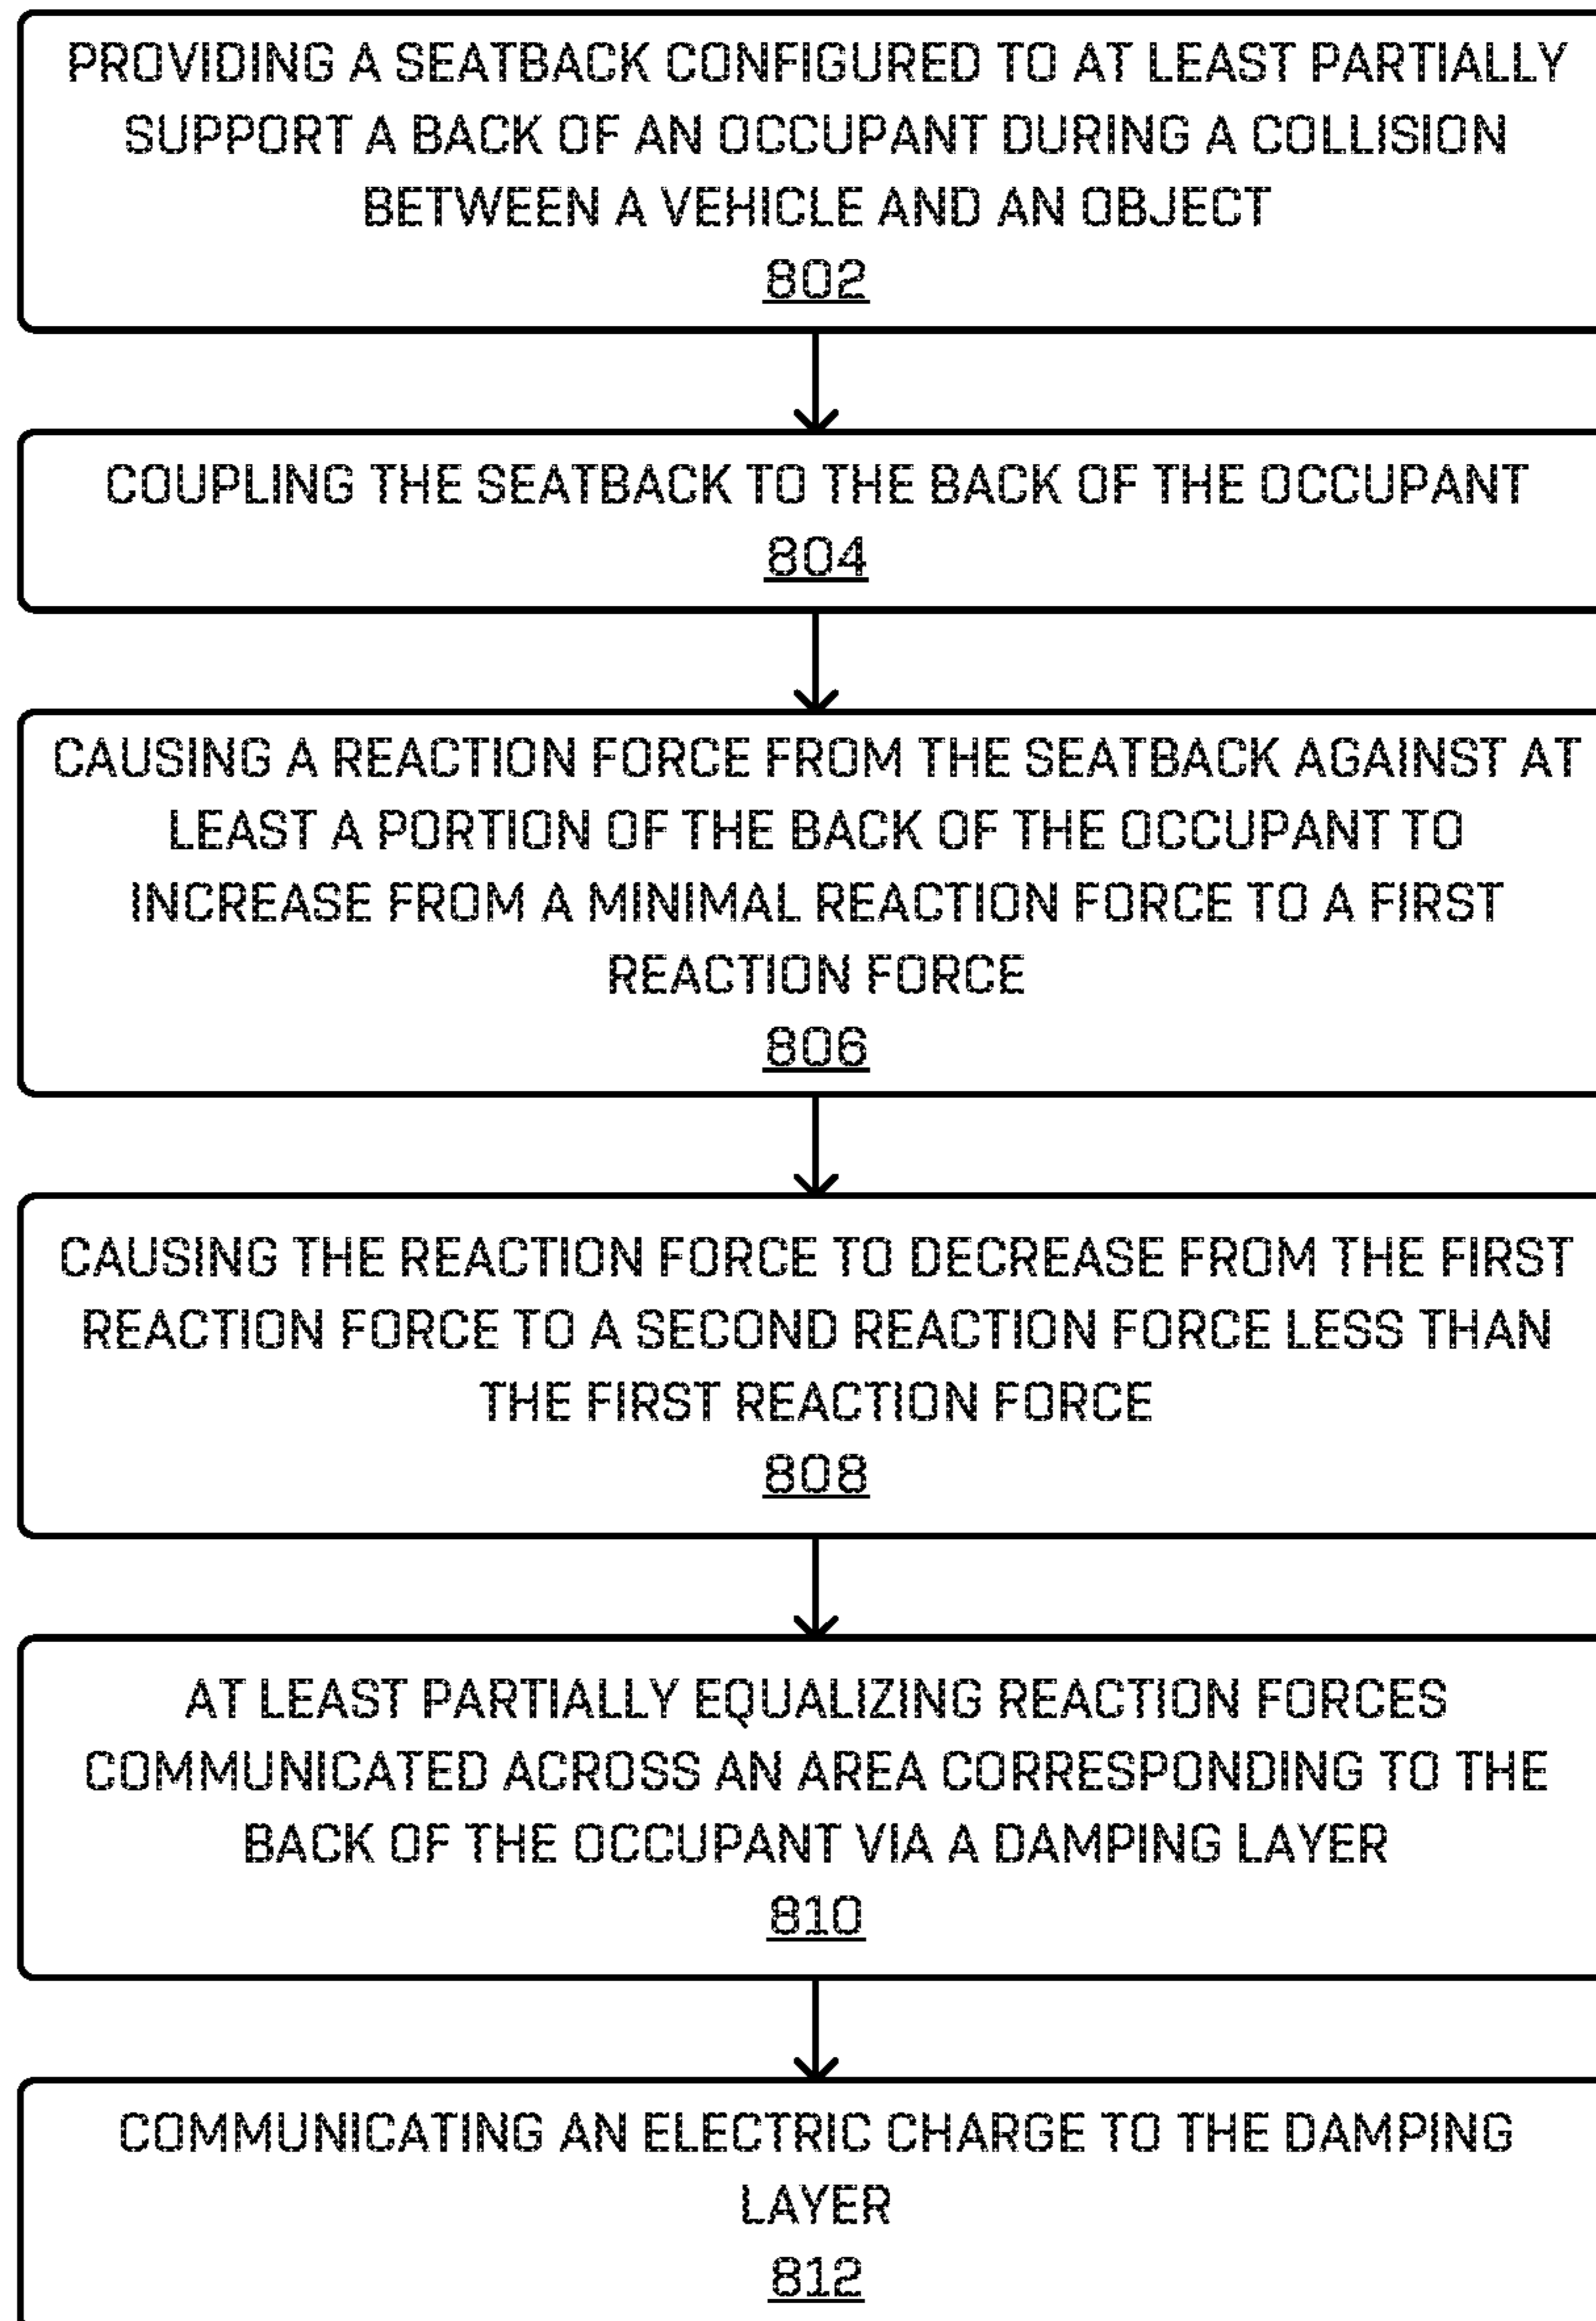 PROVIDING A SEATBACK CONFIGURED TO AT LEAST PARTIALLY
SUPPORT A BACK OF AN OCCUPANT DURING A COLLISION
BETWEEN A VEHICLE AND AN OBJECT
802
COUPLING THE SEATBACK TO THE BACK OF THE OCCUPANT
804
CAUSING A REACTION FORCE FROM THE SEATBACK AGAINST AT
LEAST A PORTION OF THE BACK OF THE OCCUPANT TO
INCREASE FROM A MINIMAL REACTION FORCE TO A FIRST
REACTION FORCE
806
CAUSING THE REACTION FORCE TO DECREASE FROM THE FIRST
REACTION FORCE TO A SECOND REACTION FORCE LESS THAN
THE FIRST REACTION FORCE
808
AT LEAST PARTIALLY EQUALIZING REACTION FORCES
COMMUNICATED ACROSS AN AREA CORRESPONDING TO THE
BACK OF THE OCCUPANT VIA A DAMPING LAYER
810
COMMUNICATING AN ELECTRIC CHARGE TO THE DAMPING
LAYER
812